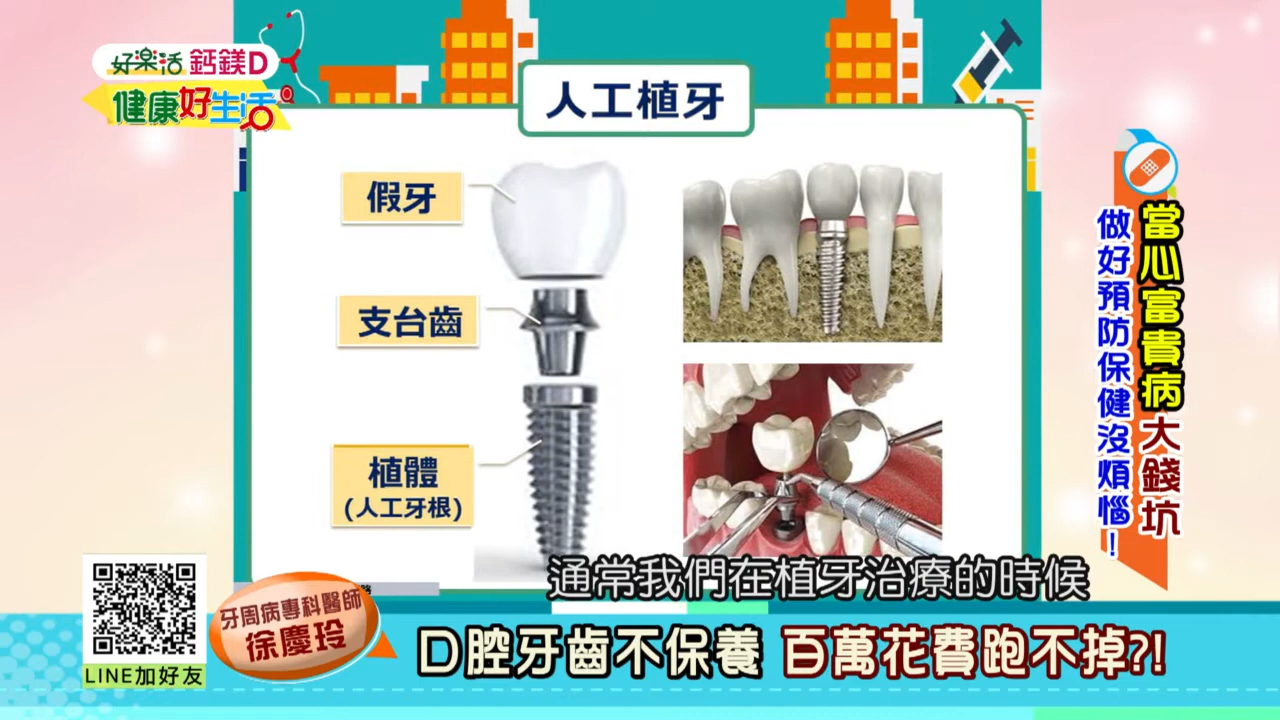 好楽活 鈣鎂D
健康好生活
人工植牙
假牙
支台齒
植體
(人工牙根)
當心富貴病大錢坑
做好預防保健沒煩惱!
通常我們在植牙治療的時候
LINE加好友
牙周病專科醫師
徐慶玲
口腔牙齒不保養 百萬花費跑不掉?!